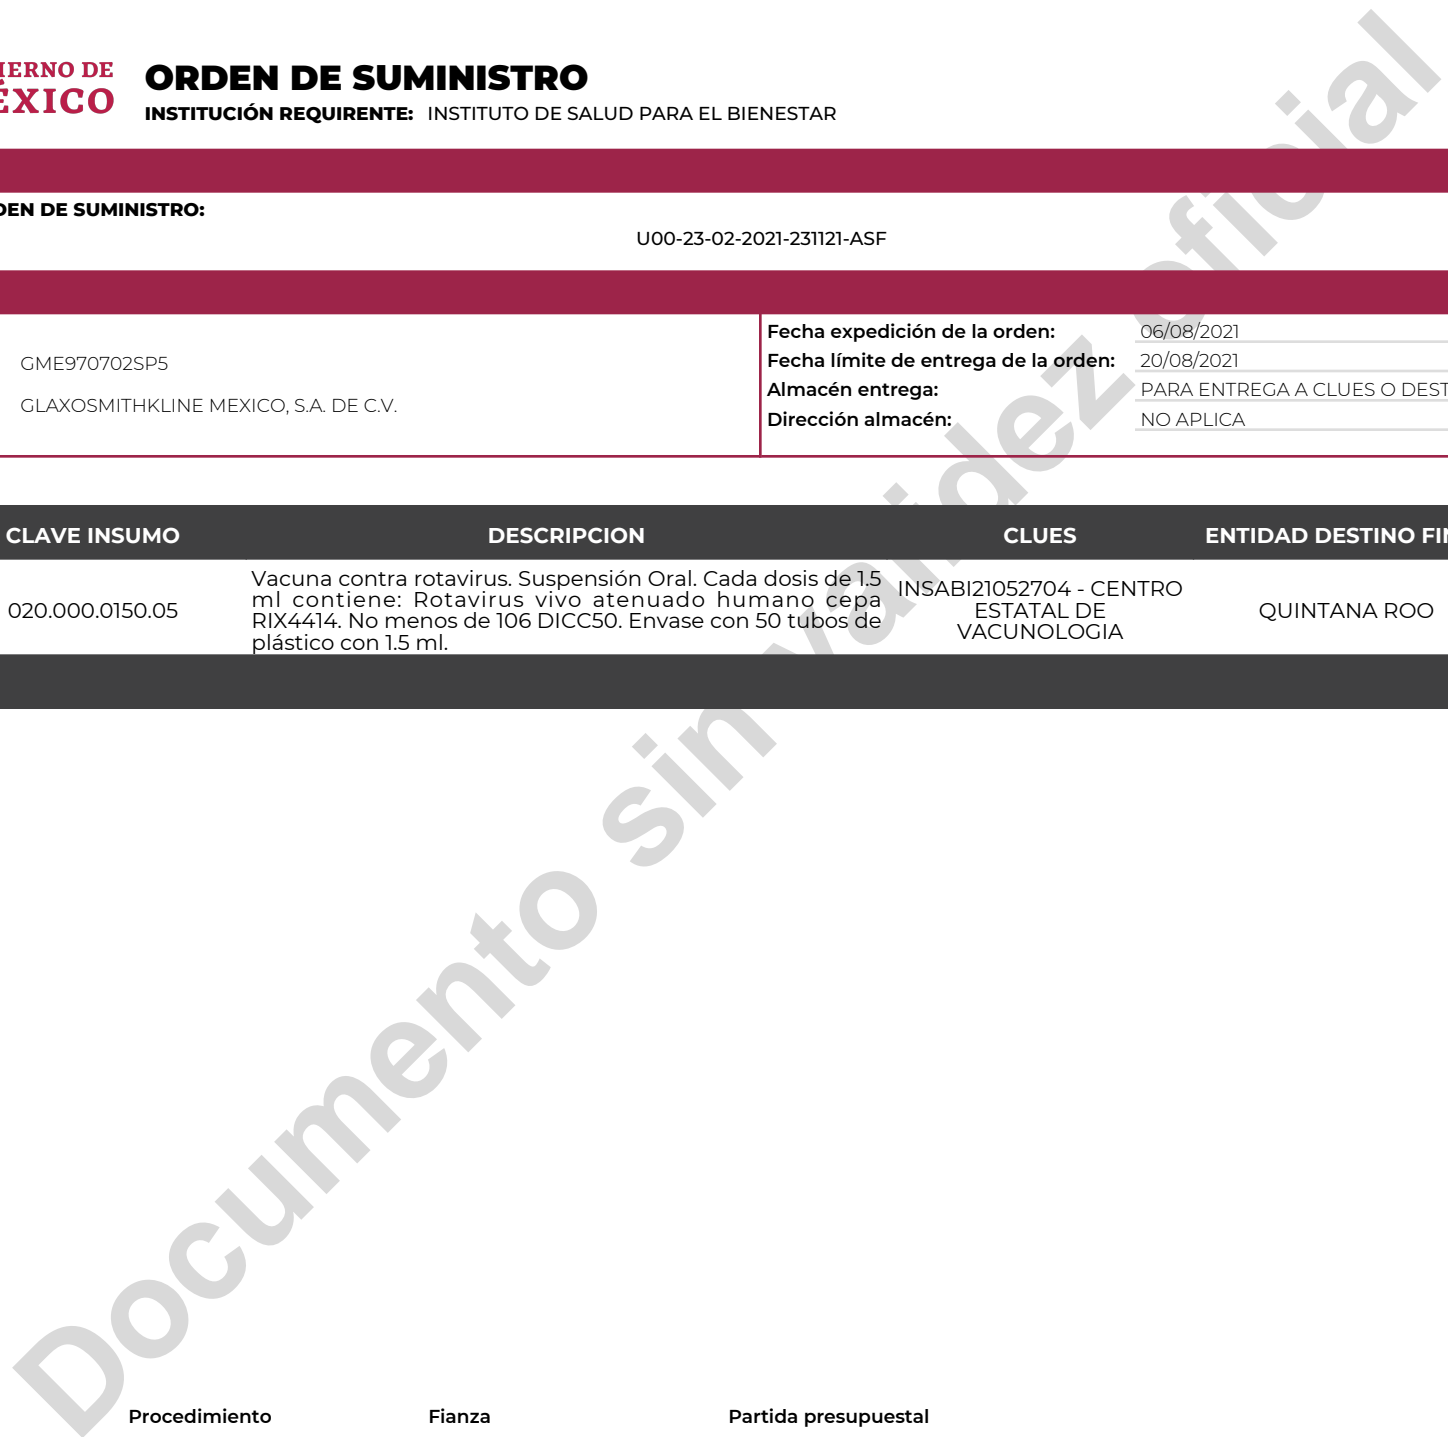 IERNO DE
ÉXICO
ORDEN DE SUMINISTRO
INSTITUCIÓN REQUIRENTE: INSTITUTO DE SALUD PARA EL BIENESTAR
DEN DE SUMINISTRO:
U00-23-02-2021-231121-ASF
GME970702SP5
GLAXOSMITHKLINE MEXICO, S.A. DE C.V.
Fecha expedición de la orden: 06/08/2021
Fecha límite de entrega de la orden: 20/08/2021
Almacén entrega: PARA ENTREGA A CLUES O DEST
Dirección almacén: NO APLICA
CLAVE INSUMO DESCRIPCION CLUES ENTIDAD DESTINO FIN
020.000.0150.05
Vacuna contra rotavirus. Suspensión Oral. Cada dosis de 1.5
ml contiene: Rotavirus vivo atenuado humano cepa
RIX4414. No menos de 106 DICC50. Envase con 50 tubos de
plástico con 1.5 ml.
INSABI21052704 - CENTRO
ESTATAL DE
VACUNOLOGIA
QUINTANA ROO
Documento sin validez oficial
Procedimiento Fianza Partida presupuestal